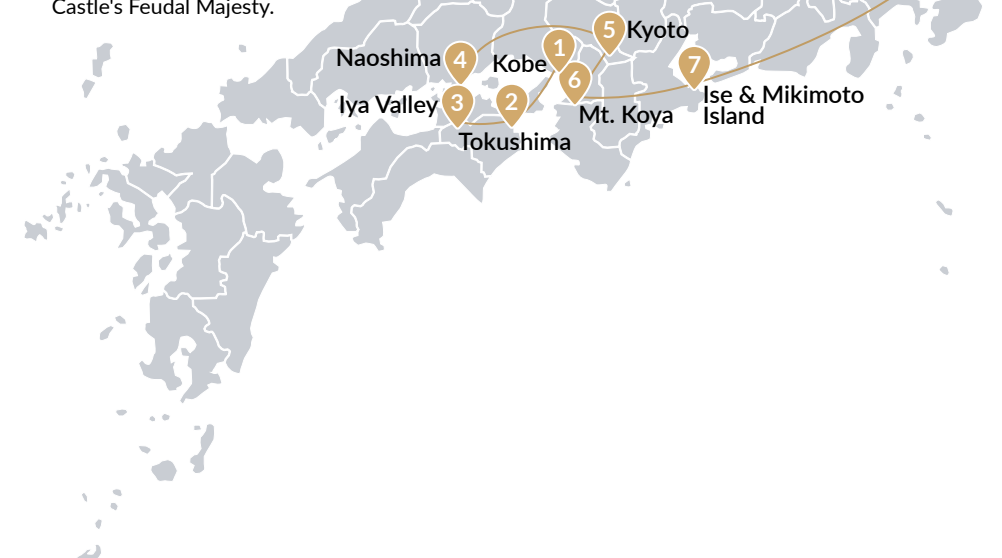 Castle's Feudal Majesty.
5 Kyoto
Naoshima 4
Kobe 1
7
6
Iya Valley 3
2
Ise & Mikimoto
Island
Mt. Koya
Tokushima